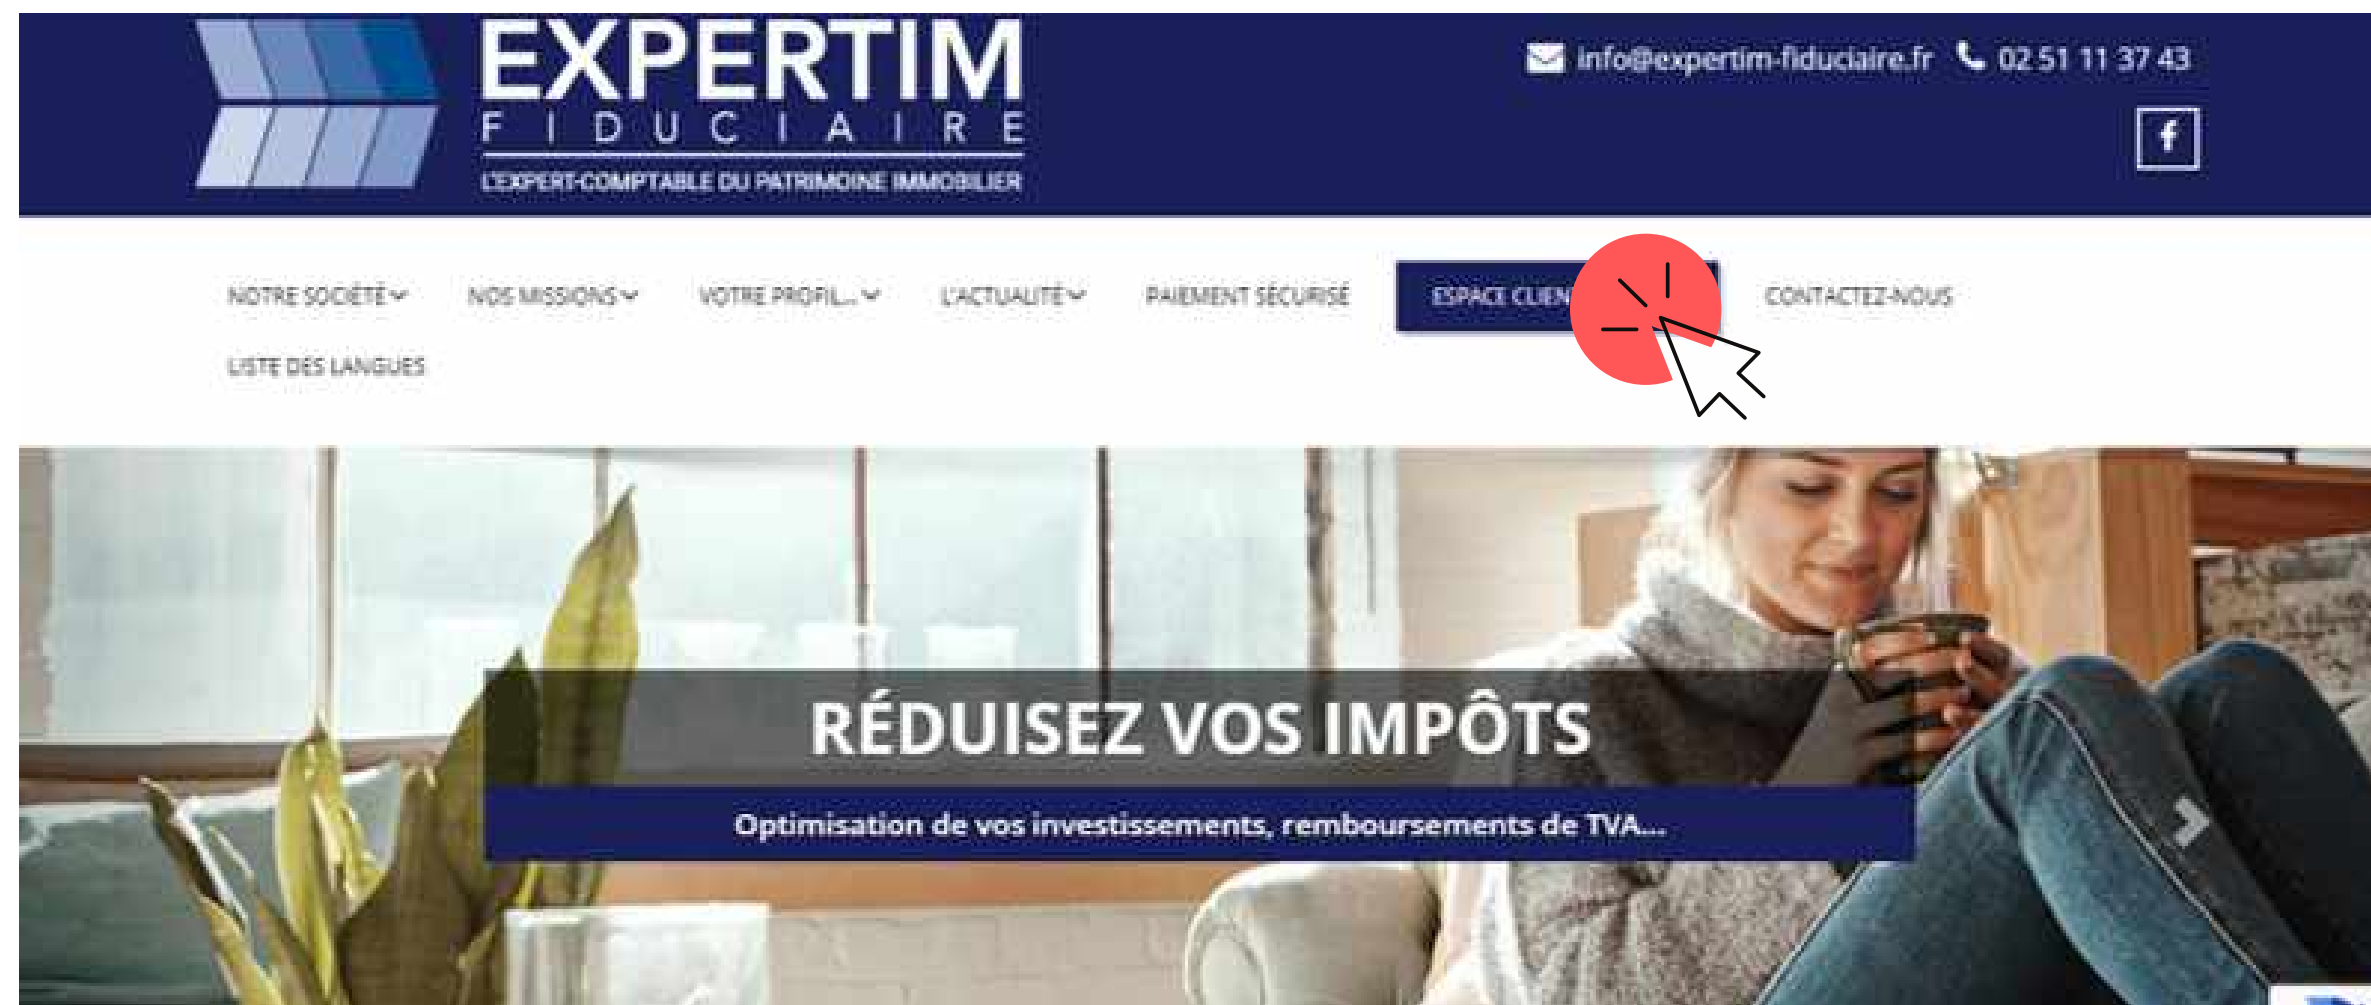 EXPERTIM
FIDUCIAIRE
L'EXPERT-COMPTABLE DU PATRIMOINE IMMOBILIER
info@expertim-fiduciaire.fr 02 51 11 37 43
f
NOTRE SOCIÉTÉ NOS MISSIONS VOTRE PROFIL... L'ACTUALITÉ PAIEMENT SÉCURISÉ ESPACE CLIEN CONTACTEZ-NOUS
LISTE DES LANGUES
RÉDUISEZ VOS IMPÔTS
Optimisation de vos investissements, remboursements de TVA...